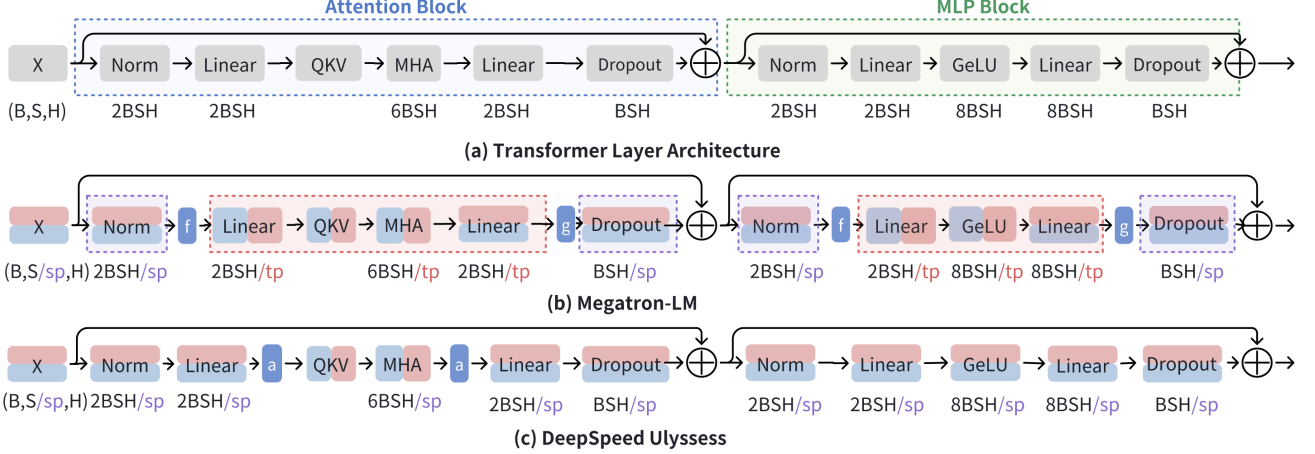 Attention Block MLP Block
X Norm Linear QKV MHA Linear Dropout Norm Linear GeLU Linear Dropout
(B,S,H) 2BSH 2BSH 6BSH 2BSH BSH 2BSH 2BSH 8BSH 8BSH BSH
(a) Transformer Layer Architecture
X Norm f Linear QKV MHA Linear g Dropout Norm f Linear GeLU Linear g Dropout
(B,S/sp,H) 2BSH/sp 2BSH/tp 6BSH/tp 2BSH/tp BSH/sp 2BSH/sp 2BSH/tp 8BSH/tp 8BSH/tp BSH/sp
(b) Megatron-LM
X Norm Linear a QKV MHA a Linear Dropout Norm Linear GeLU Linear Dropout
(B,S/sp,H) 2BSH/sp 2BSH/sp 6BSH/sp 2BSH/sp BSH/sp 2BSH/sp 2BSH/sp 8BSH/sp 8BSH/sp BSH/sp
(c) DeepSpeed Ulyssess